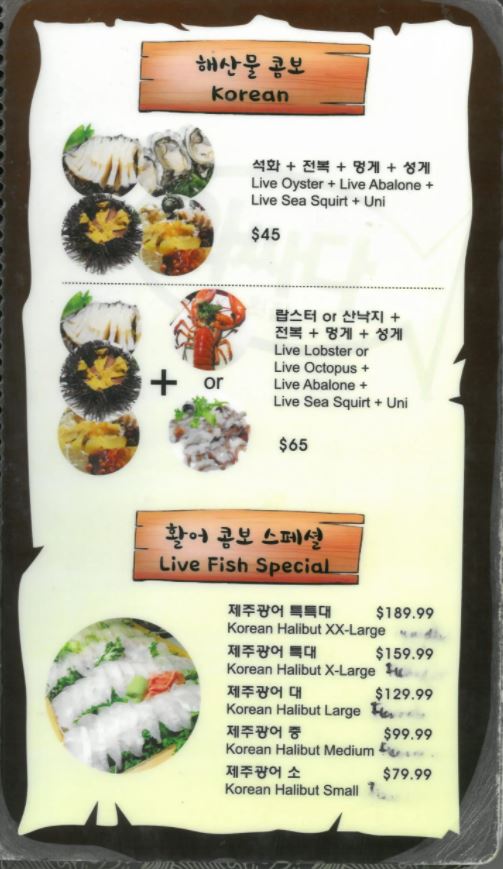 해산물 콤보
Korean
석화 + 전복 + 멍게 + 성게
Live Oyster + Live Abalone +
Live Sea Squirt + Uni
$45
랍스터 or 산낙지 +
전복 + 멍게 + 성게
Live Lobster or
Live Octopus +
Live Abalone +
Live Sea Squirt + Uni
+ or
$65
활어 콤보 스페셜
Live Fish Special
제주광어 특특대 $189.99
Korean Halibut XX-Large
제주광어 특대 $159.99
Korean Halibut X-Large
제주광어 대 $129.99
Korean Halibut Large
제주광어 중 $99.99
Korean Halibut Medium
제주광어 소 $79.99
Korean Halibut Small